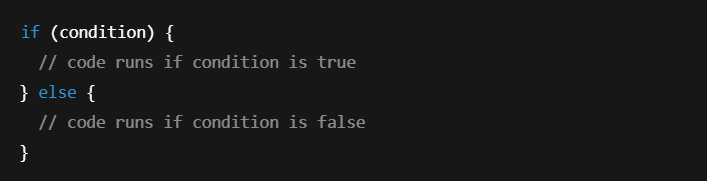 if (condition) {
  // code runs if condition is true
} else {
  // code runs if condition is false
}